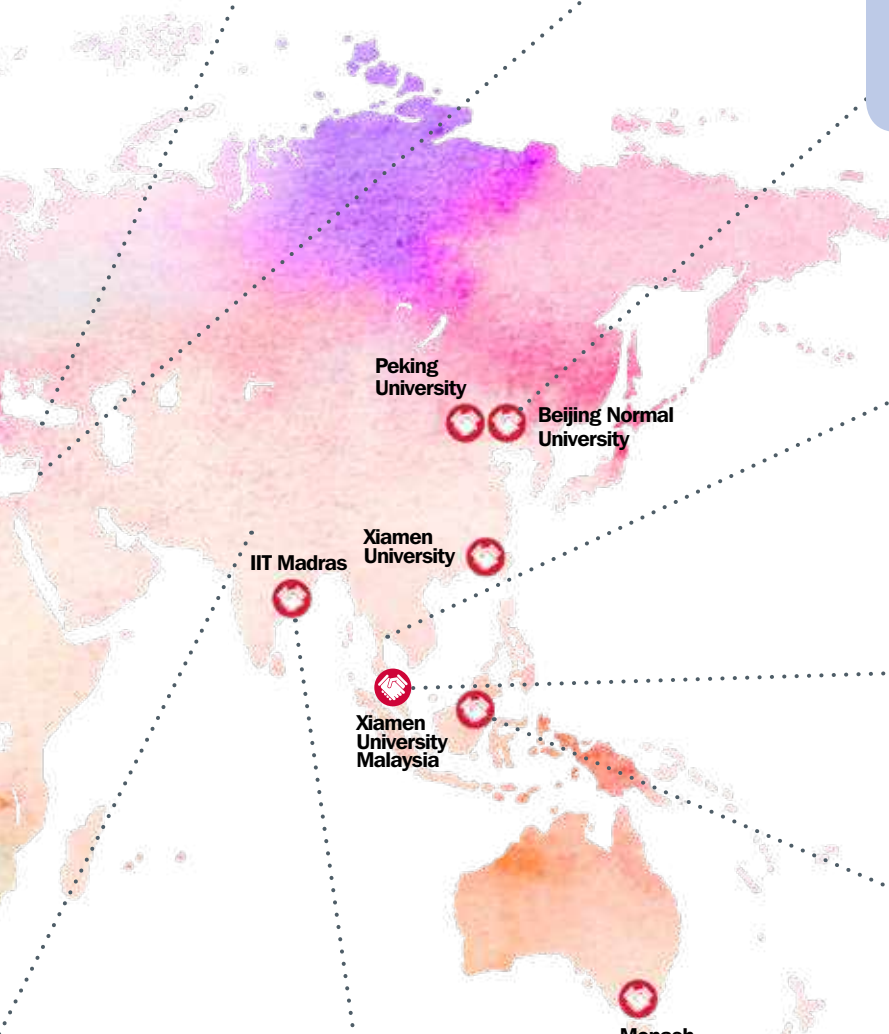 Peking
University
Beijing Normal
University
Xiamen
University
IIT Madras
Xiamen
University
Malaysia